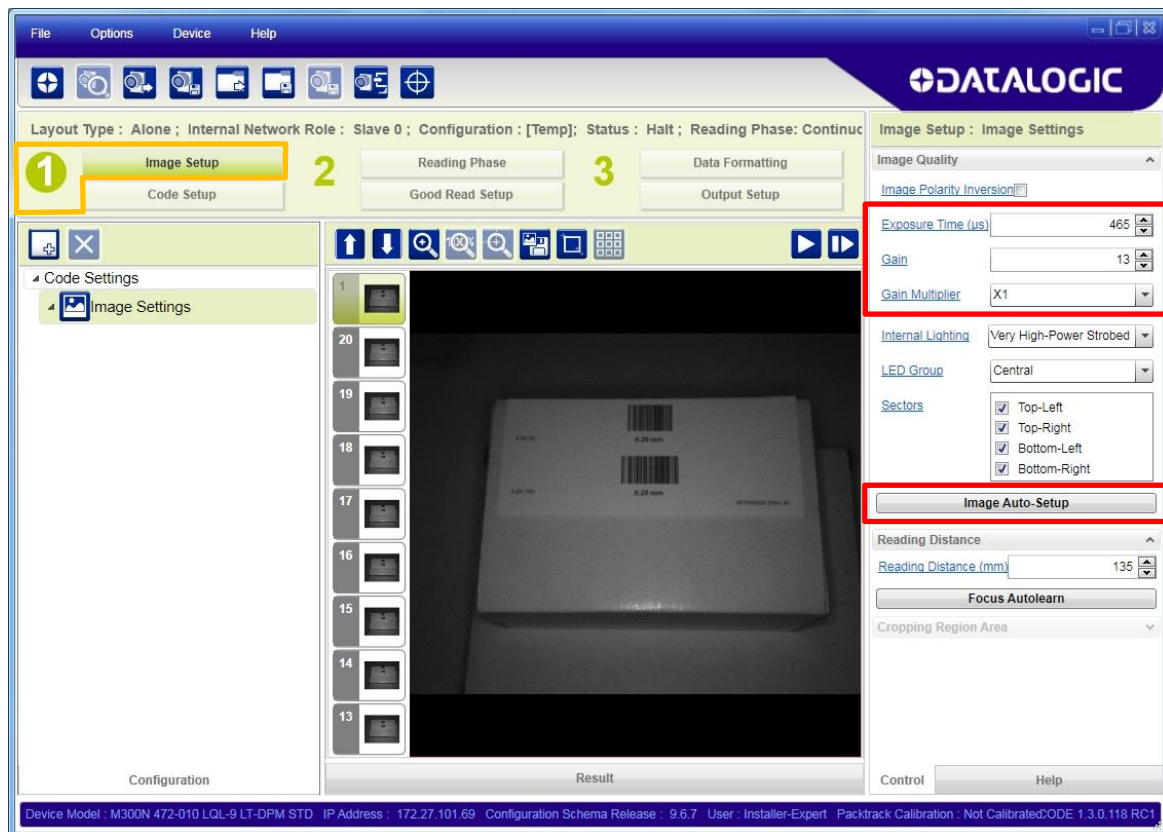 File Options Device Help
DATALOGIC
Layout Type : Alone ; Internal Network Role : Slave 0 ; Configuration : [Temp]; Status : Halt ; Reading Phase: Continuc
1 Image Setup
Code Setup
2 Reading Phase
Good Read Setup
3 Data Formatting
Output Setup
Image Setup : Image Settings
Image Quality
Image Polarity Inversion
Exposure Time (µs) 465
Gain 13
Gain Multiplier X1
Internal Lighting Very High-Power Strobed
LED Group Central
Sectors Top-Left
Top-Right
Bottom-Left
Bottom-Right
Image Auto-Setup
Reading Distance
Reading Distance (mm) 135
Focus Autolearn
Cropping Region Area
Control Help
Code Settings
Image Settings
Configuration
100%
1
20
19
18
17
16
15
14
13
0.20 mm
0.25 mm
Result
Device Model : M300N 472-010 LQL-9 LT-DPM STD IP Address : 172.27.101.69 Configuration Schema Release : 9.6.7 User : Installer-Expert Packtrack Calibration : Not Calibrated CODE 1.3.0.118 RC1